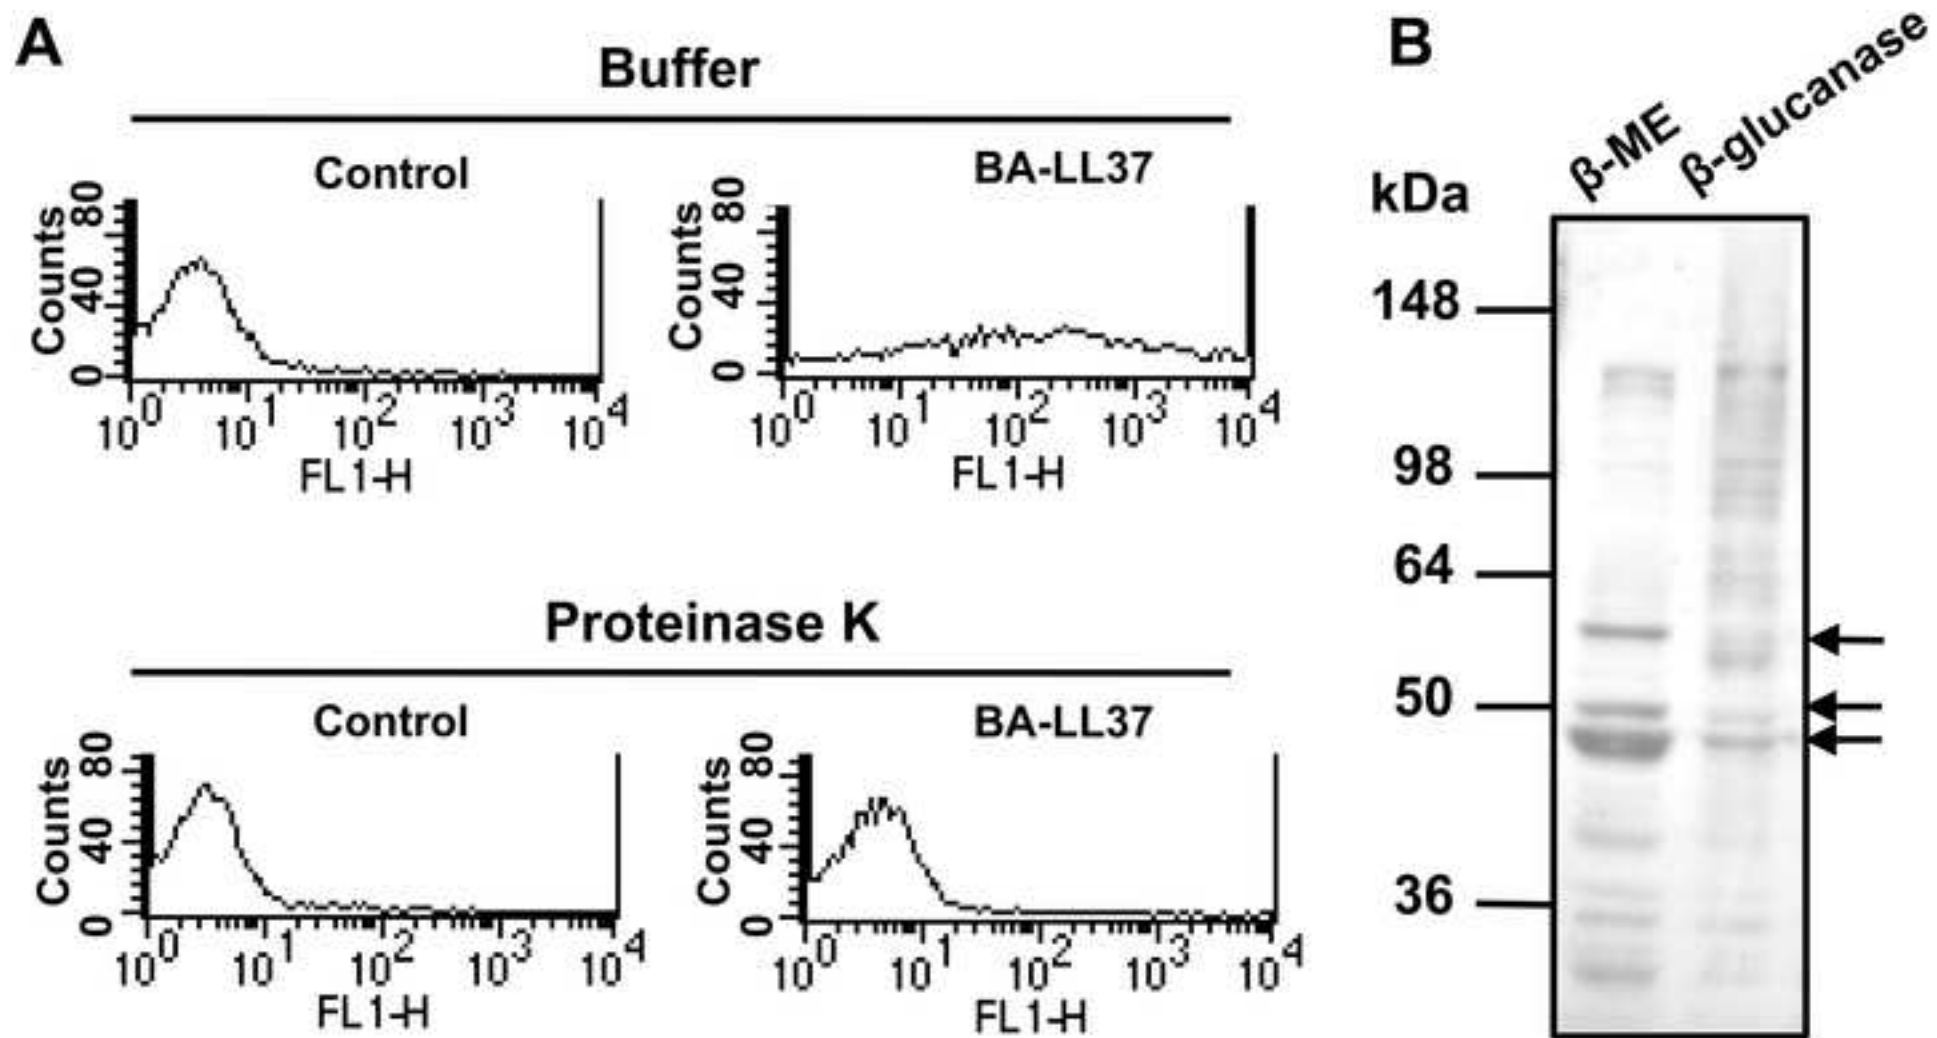 A
Buffer
Control
Counts
80
40
0
10^0 10^1 10^2 10^3 10^4
FL1-H
BA-LL37
Counts
80
40
0
10^0 10^1 10^2 10^3 10^4
FL1-H
Proteinase K
Control
Counts
80
40
0
10^0 10^1 10^2 10^3 10^4
FL1-H
BA-LL37
Counts
80
40
0
10^0 10^1 10^2 10^3 10^4
FL1-H
B
β-ME
β-glucanase
kDa
148
98
64
50
36